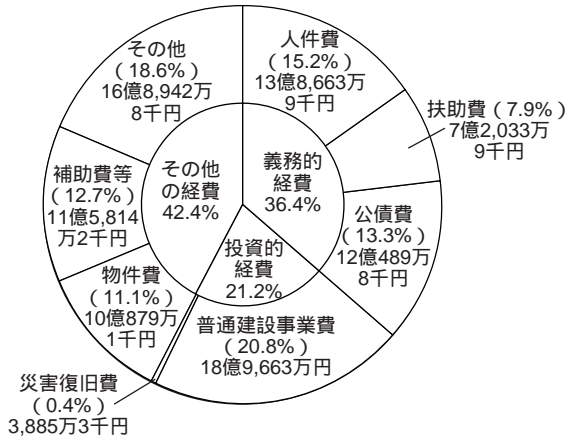 人件費
(15.2%)
13億8,663万
9千円
扶助費(7.9%)
7億2,033万
9千円
公債費
(13.3%)
12億489万
8千円
普通建設事業費
(20.8%)
18億9,663万円
災害復旧費
(0.4%)
3,885万3千円
物件費
(11.1%)
10億879万
1千円
補助費等
(12.7%)
11億5,814
万2千円
その他
(18.6%)
16億8,942万
8千円
義務的
経費
36.4%
投資的
経費
21.2%
その他
の経費
42.4%